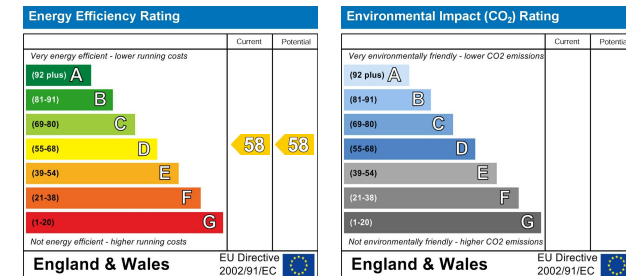 Energy Efficiency Rating
Current Potential
Very energy efficient - lower running costs
(92 plus) A
(81-91) B
(69-80) C
(55-68) D 58 58
(39-54) E
(21-38) F
(1-20) G
Not energy efficient - higher running costs
England & Wales
EU Directive
2002/91/EC
Environmental Impact (CO₂) Rating
Current Potential
Very environmentally friendly - lower CO2 emissions
(92 plus) A
(81-91) B
(69-80) C
(55-68) D
(39-54) E
(21-38) F
(1-20) G
Not environmentally friendly - higher CO2 emissions
England & Wales
EU Directive
2002/91/EC